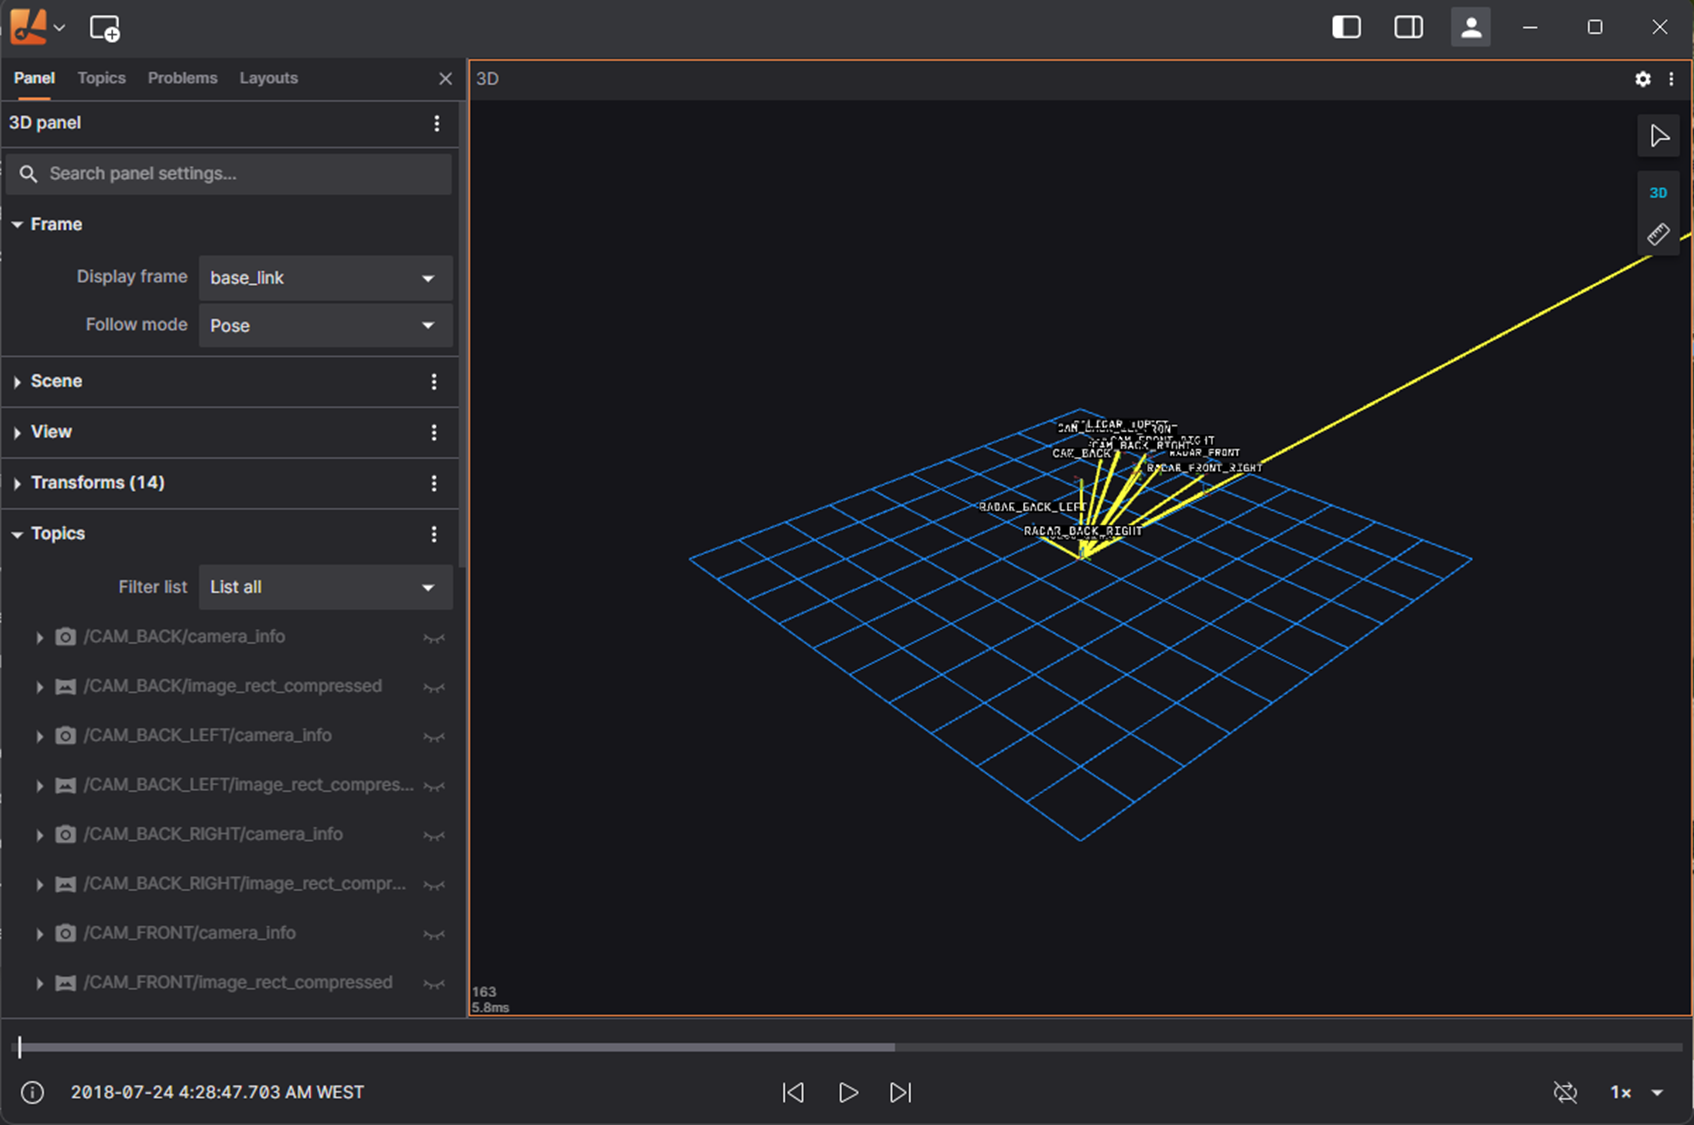 Panel Topics Problems Layouts
3D
3D panel
Search panel settings...
Frame
Display frame base_link
Follow mode Pose
Scene
View
Transforms (14)
Topics
Filter list List all
/CAM_BACK/camera_info
/CAM_BACK/image_rect_compressed
/CAM_BACK_LEFT/camera_info
/CAM_BACK_LEFT/image_rect_compres...
/CAM_BACK_RIGHT/camera_info
/CAM_BACK_RIGHT/image_rect_compr...
/CAM_FRONT/camera_info
/CAM_FRONT/image_rect_compressed
3D
CAM_BACK_RIGHT
CAM_BACK
RADAR_FRONT
RADAR_FRONT_RIGHT
RADAR_BACK_LEFT
RADAR_BACK_RIGHT
163
5.8ms
2018-07-24 4:28:47.703 AM WEST
1×